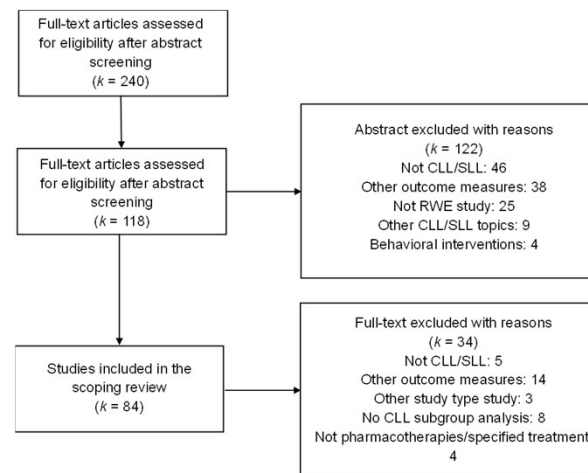 Full-text articles assessed
for eligibility after abstract
screening
(k = 240)
Full-text articles assessed
for eligibility after abstract
screening
(k = 118)
Abstract excluded with reasons
(k = 122)
Not CLL/SLL: 46
Other outcome measures: 38
Not RWE study: 25
Other CLL/SLL topics: 9
Behavioral interventions: 4
Studies included in the
scoping review
(k = 84)
Full-text excluded with reasons
(k = 34)
Not CLL/SLL: 5
Other outcome measures: 14
Other study type study: 3
No CLL subgroup analysis: 8
Not pharmacotherapies/specified treatment
4